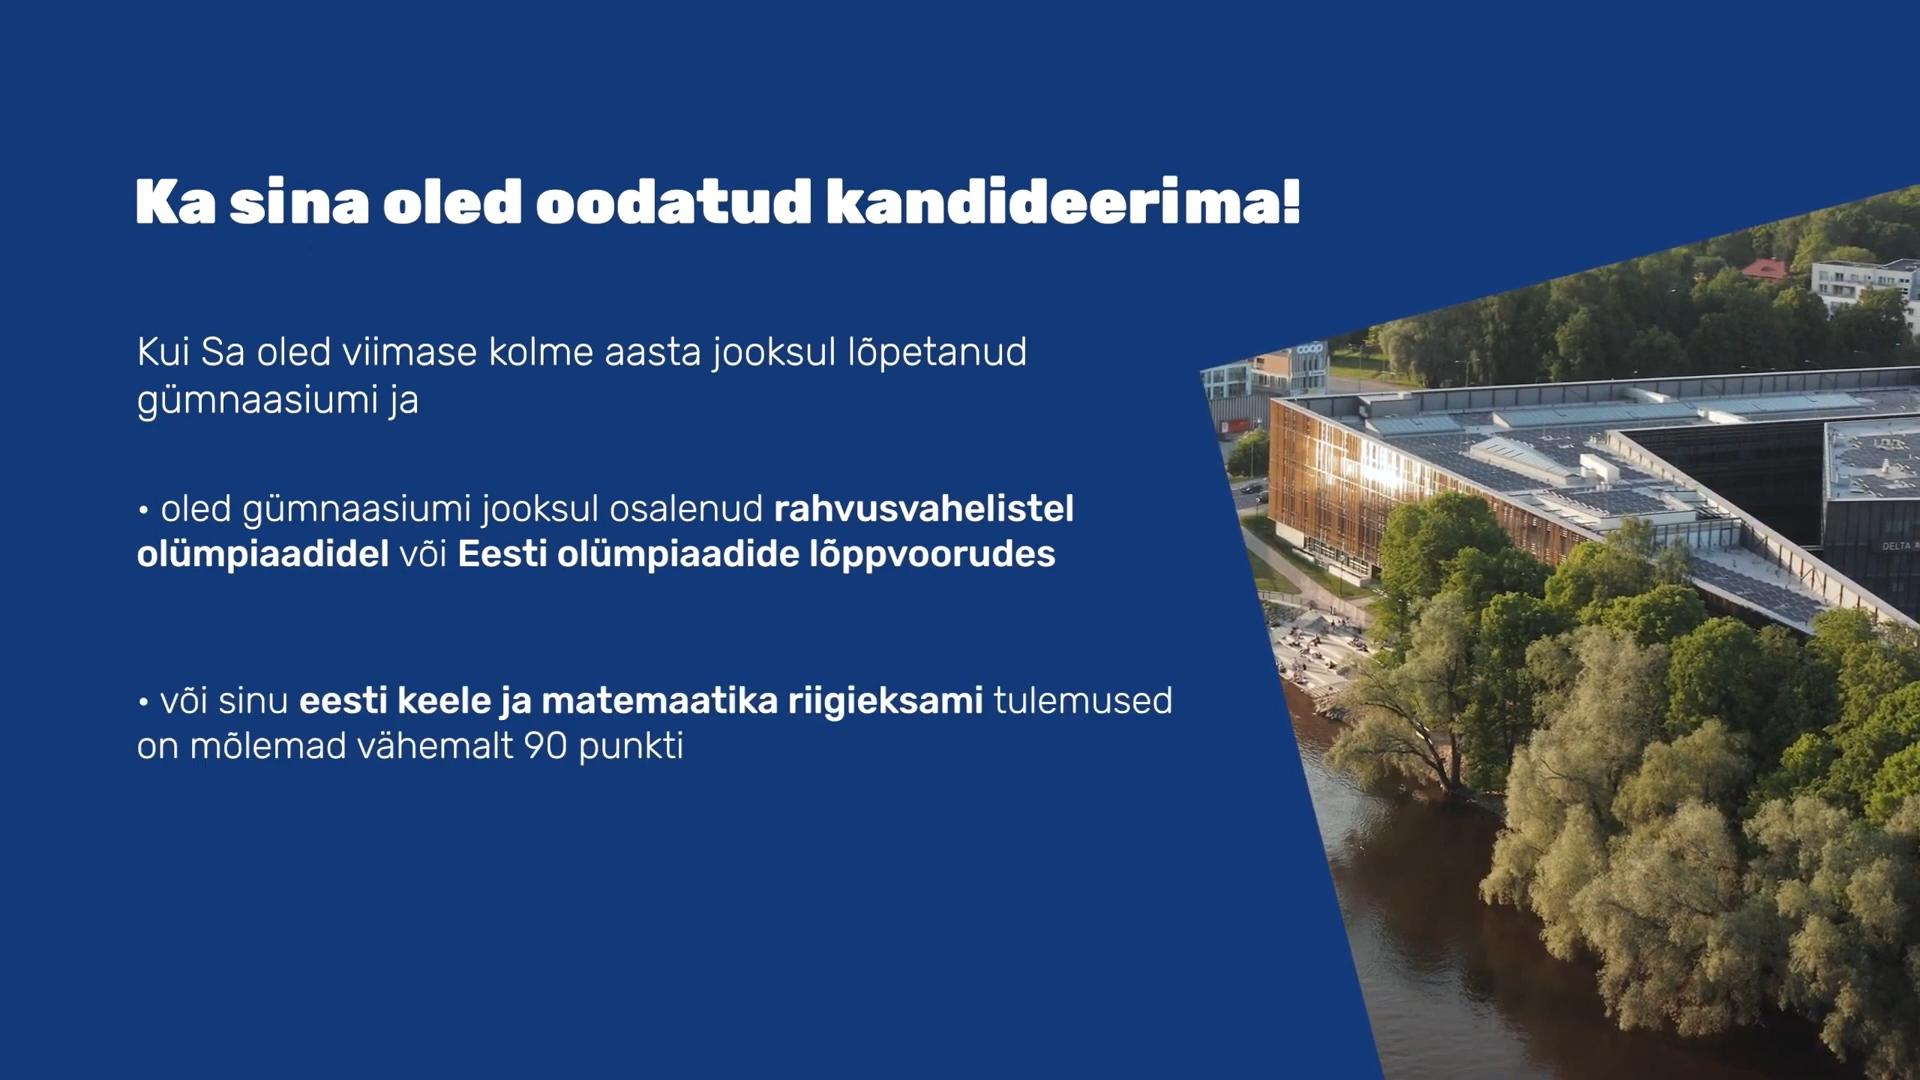 Ka sina oled oodatud kandideerima!
Kui Sa oled viimase kolme aasta jooksul lõpetanud
gümnaasiumi ja
• oled gümnaasiumi jooksul osalenud rahvusvahelistel
olümpiaadidel või Eesti olümpiaadide lõppvoorudes
• või sinu eesti keele ja matemaatika riigieksami tulemused
on mõlemad vähemalt 90 punkti
coop
DELTA